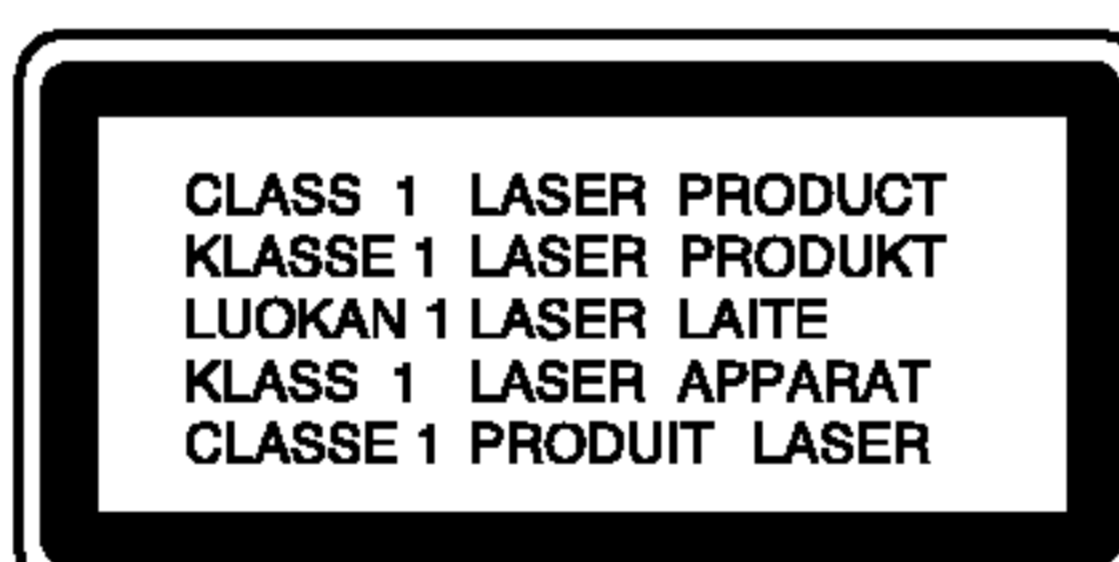 CLASS 1 LASER PRODUCT
KLASSE 1 LASER PRODUKT
LUOKAN 1 LASER LAITE
KLASS 1 LASER APPARAT
CLASSE 1 PRODUIT LASER